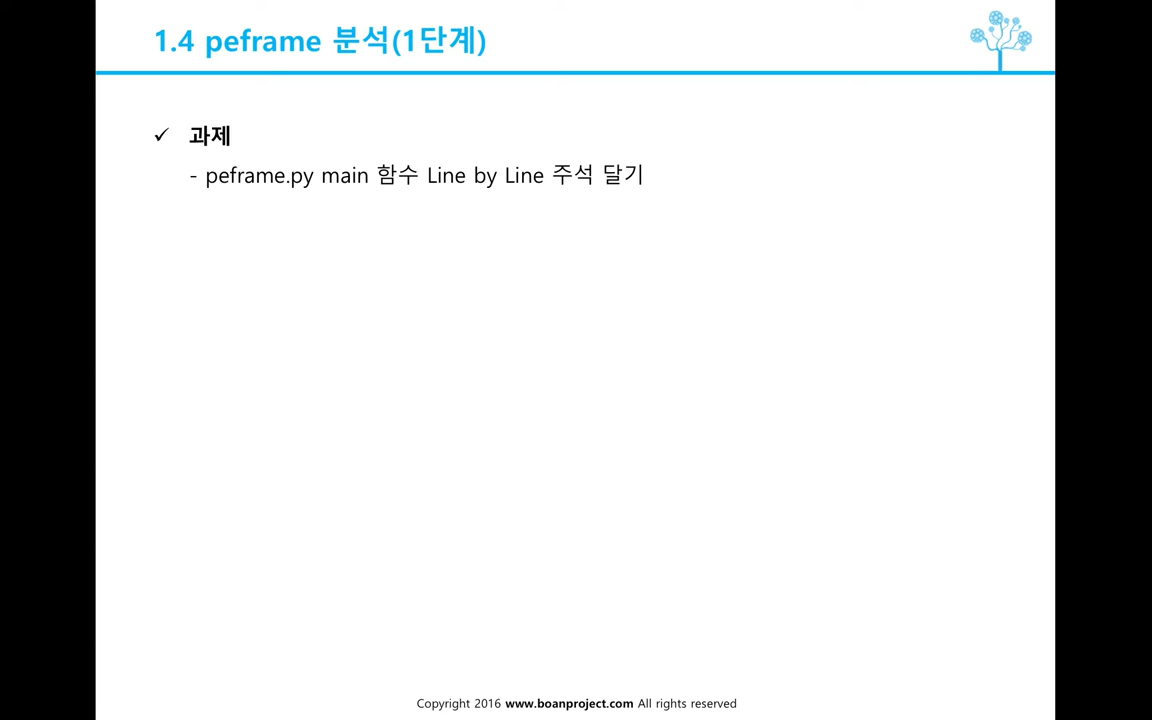 1.4 peframe 분석(1단계)
✓ 과제
- peframe.py main 함수 Line by Line 주석 달기
Copyright 2016 www.boanproject.com All rights reserved